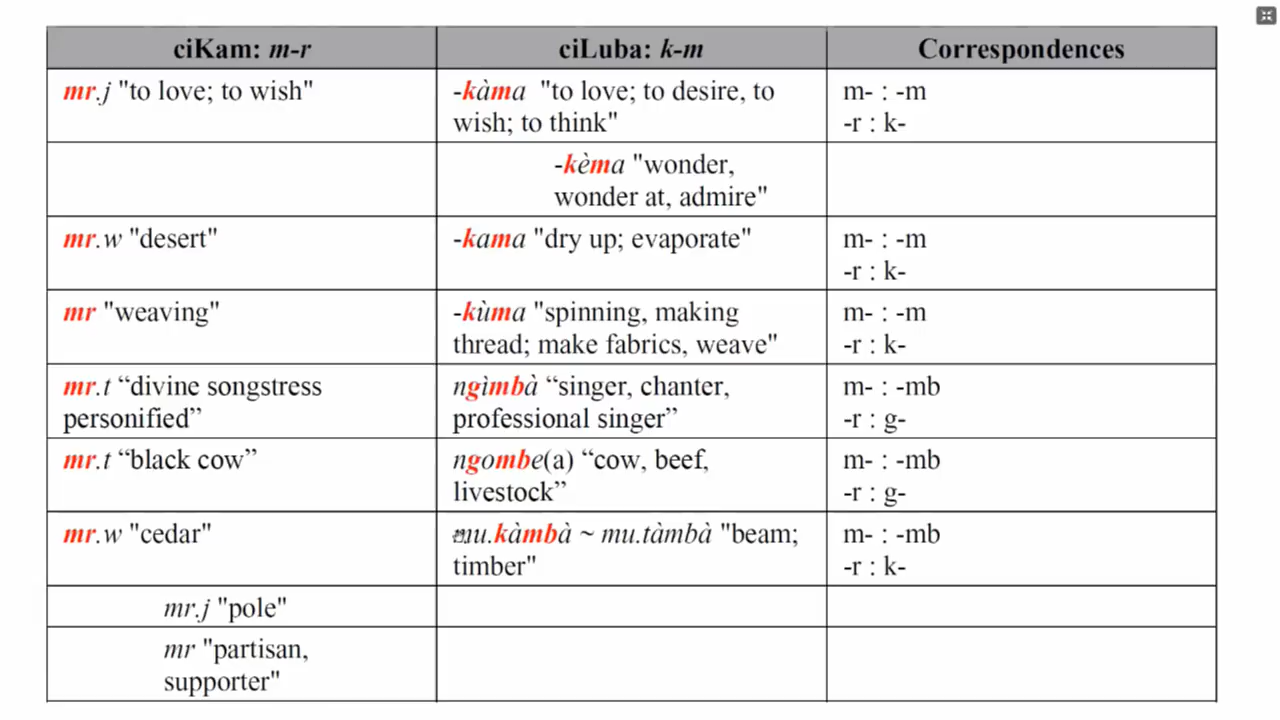 ciKam: m-r
ciLuba: k-m
Correspondences
mr.j "to love; to wish"
-kàma "to love; to desire, to
wish; to think"
m- : -m
-r : k-
-kèma "wonder,
wonder at, admire"
mr.w "desert"
-kama "dry up; evaporate"
m- : -m
-r : k-
mr "weaving"
-kùma "spinning, making
thread; make fabrics, weave"
m- : -m
-r : k-
mr.t “divine songstress
personified”
ngìmbà “singer, chanter,
professional singer”
m- : -mb
-r : g-
mr.t “black cow”
ngombe(a) “cow, beef,
livestock”
m- : -mb
-r : g-
mr.w "cedar"
mu.kàmbà ~ mu.tàmbà "beam;
timber"
m- : -mb
-r : k-
mr.j "pole"
mr "partisan,
supporter"